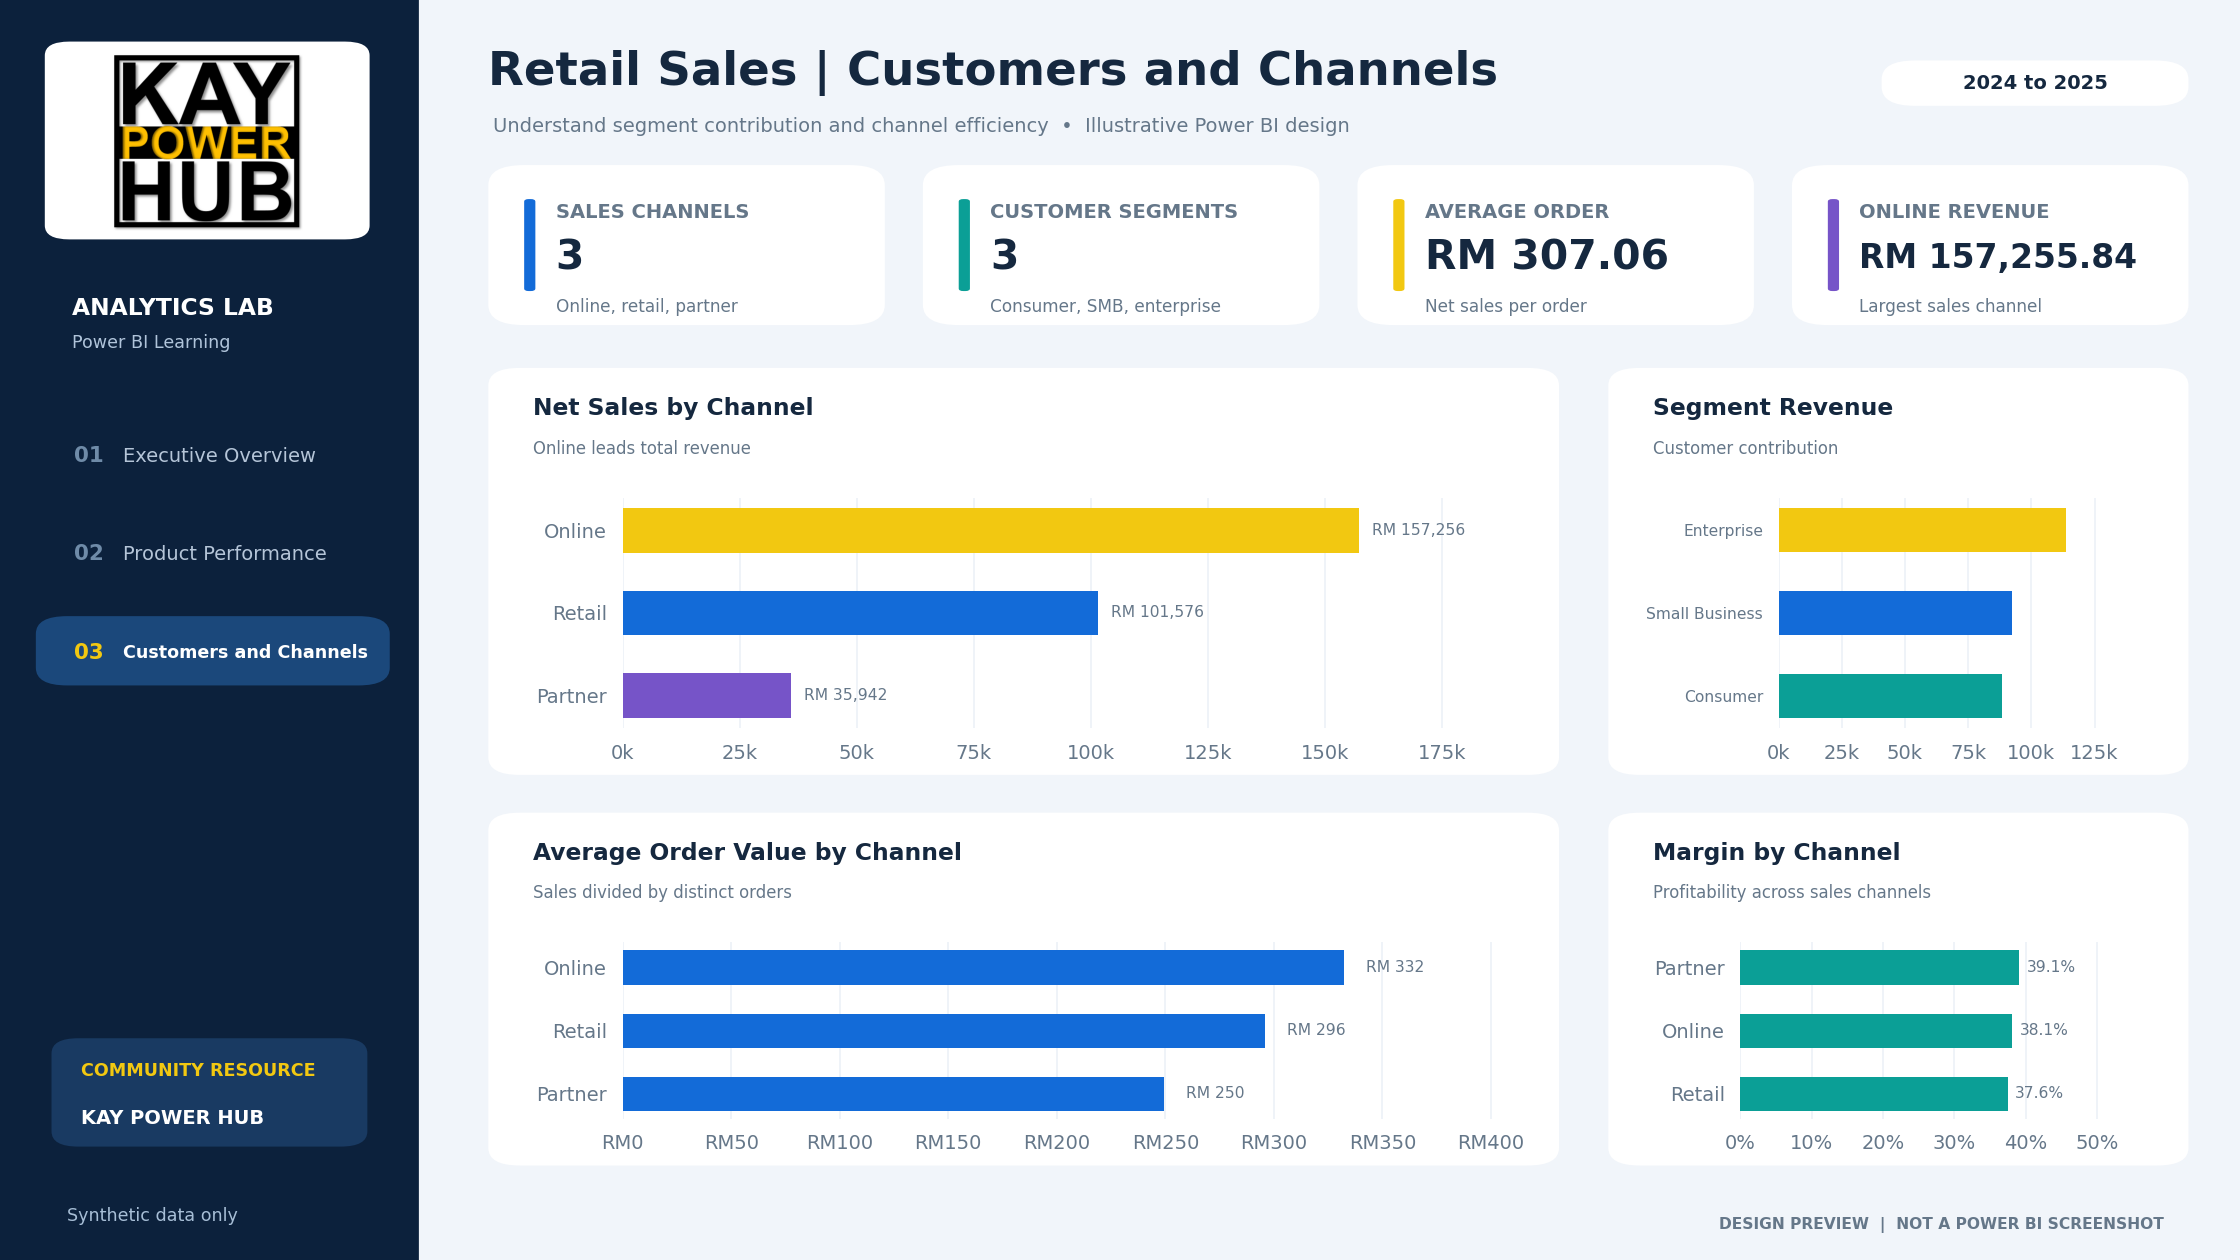 KAY
POWER
HUB
ANALYTICS LAB
Power BI Learning
01 Executive Overview
02 Product Performance
03 Customers and Channels
COMMUNITY RESOURCE
KAY POWER HUB
Synthetic data only
Retail Sales | Customers and Channels
2024 to 2025
Understand segment contribution and channel efficiency • Illustrative Power BI design
SALES CHANNELS
3
Online, retail, partner
CUSTOMER SEGMENTS
3
Consumer, SMB, enterprise
AVERAGE ORDER
RM 307.06
Net sales per order
ONLINE REVENUE
RM 157,255.84
Largest sales channel
Net Sales by Channel
Online leads total revenue
Online RM 157,256
Retail RM 101,576
Partner RM 35,942
0k 25k 50k 75k 100k 125k 150k 175k
Segment Revenue
Customer contribution
Enterprise
Small Business
Consumer
0k 25k 50k 75k 100k 125k
Average Order Value by Channel
Sales divided by distinct orders
Online RM 332
Retail RM 296
Partner RM 250
RM0 RM50 RM100 RM150 RM200 RM250 RM300 RM350 RM400
Margin by Channel
Profitability across sales channels
Partner 39.1%
Online 38.1%
Retail 37.6%
0% 10% 20% 30% 40% 50%
DESIGN PREVIEW | NOT A POWER BI SCREENSHOT